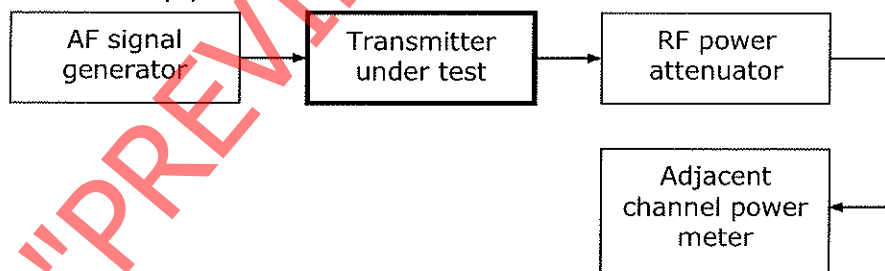 AF signal
generator
Transmitter
under test
RF power
attenuator
Adjacent
channel power
meter
"PREVI